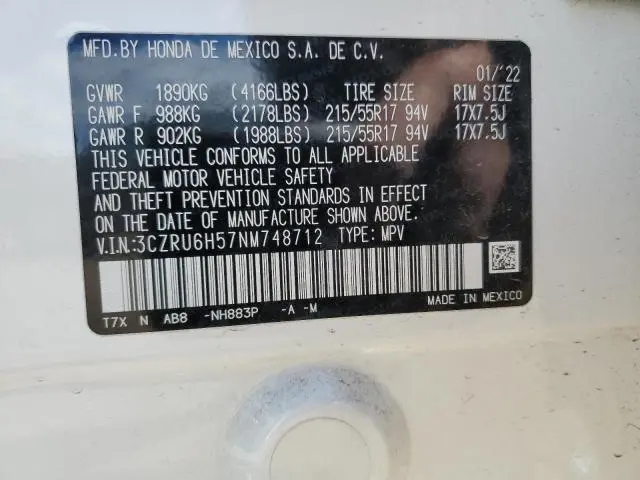 MFD.BY HONDA DE MEXICO S.A. DE C.V.
01/'22
GVWR 1890KG (4166LBS) TIRE SIZE RIM SIZE
GAWR F 988KG (2178LBS) 215/55R17 94V 17X7.5J
GAWR R 902KG (1988LBS) 215/55R17 94V 17X7.5J
THIS VEHICLE CONFORMS TO ALL APPLICABLE
FEDERAL MOTOR VEHICLE SAFETY
AND THEFT PREVENTION STANDARDS IN EFFECT
ON THE DATE OF MANUFACTURE SHOWN ABOVE.
V.I.N.:3CZRU6H57NM748712 TYPE: MPV
T7X N AB8 -NH883P -A -M MADE IN MEXICO